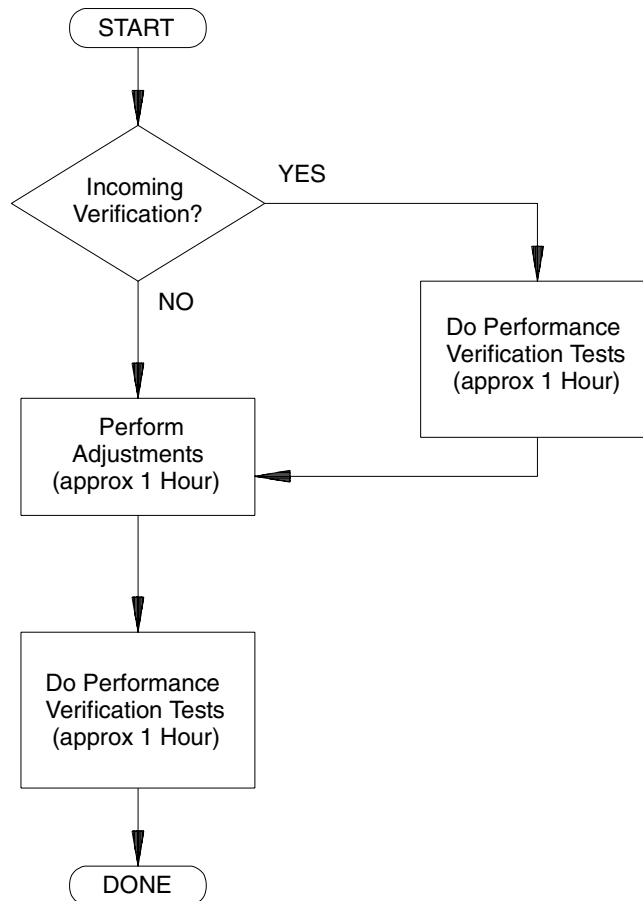 START
Incoming
Verification?
YES
NO
Do Performance
Verification Tests
(approx 1 Hour)
Perform
Adjustments
(approx 1 Hour)
Do Performance
Verification Tests
(approx 1 Hour)
DONE